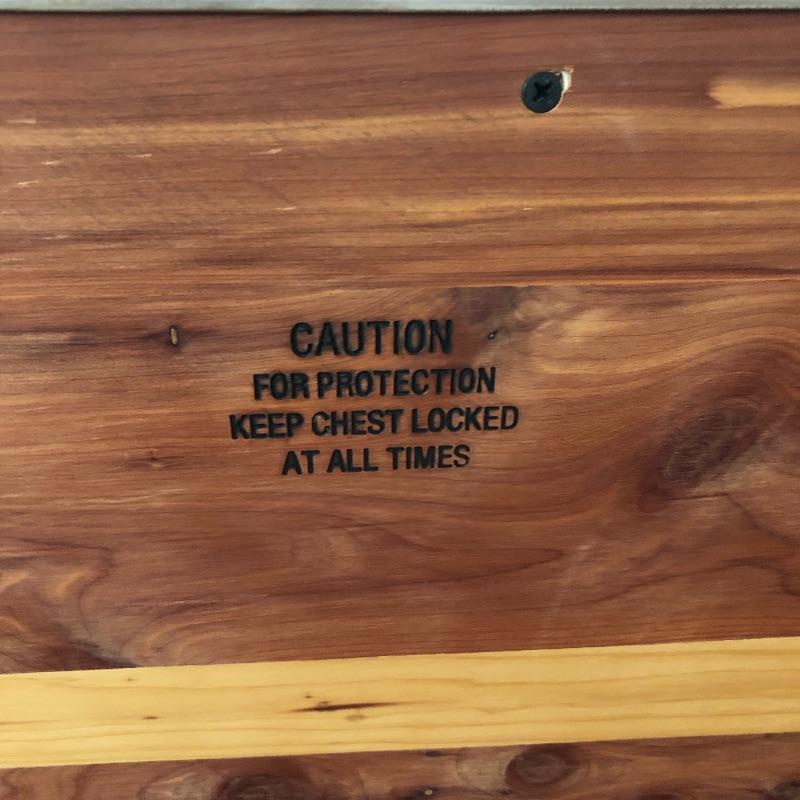 CAUTION
FOR PROTECTION
KEEP CHEST LOCKED
AT ALL TIMES